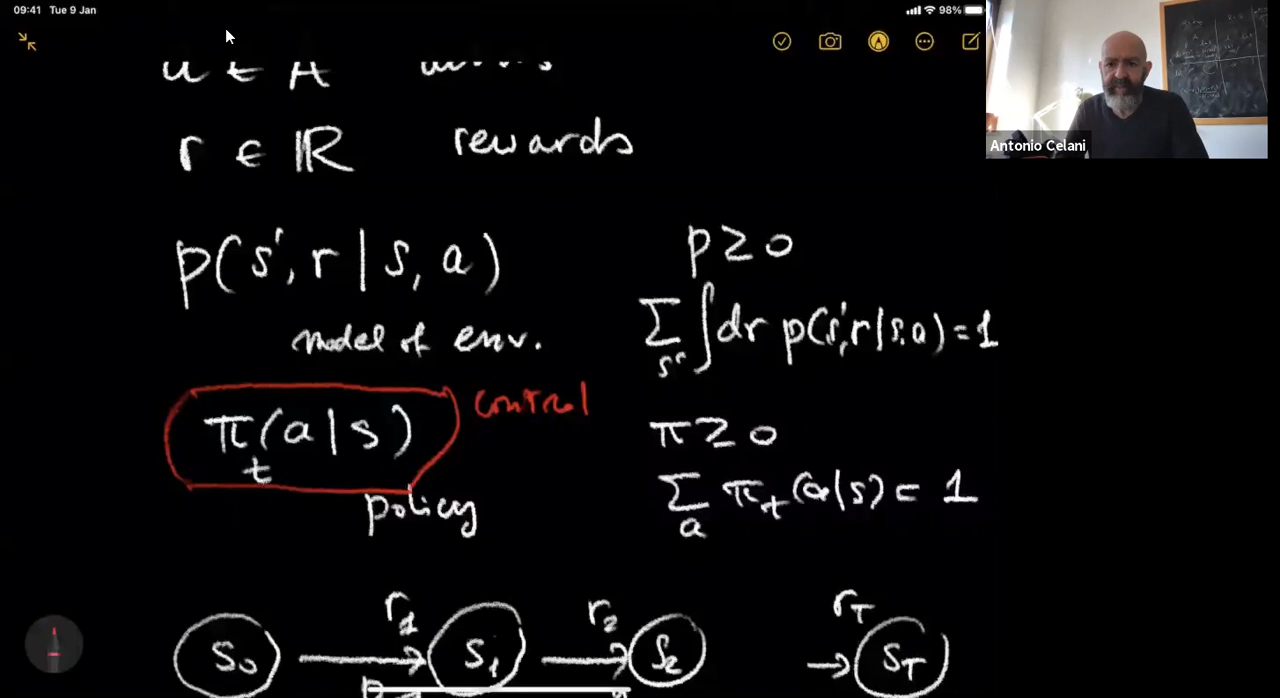 09:41 Tue 9 Jan
98%
Antonio Celani
a ∈ A
r ∈ ℝ rewards
p(s', r | s, a)
p ≥ 0
model of env.
∑ ∫dr p(s', r | s, a) = 1
s'
control
π_t(a | s)
π ≥ 0
policy
∑ π_t(a | s) = 1
a
r_1 r_2 r_T
s_0 → s_1 → s_2 → s_T